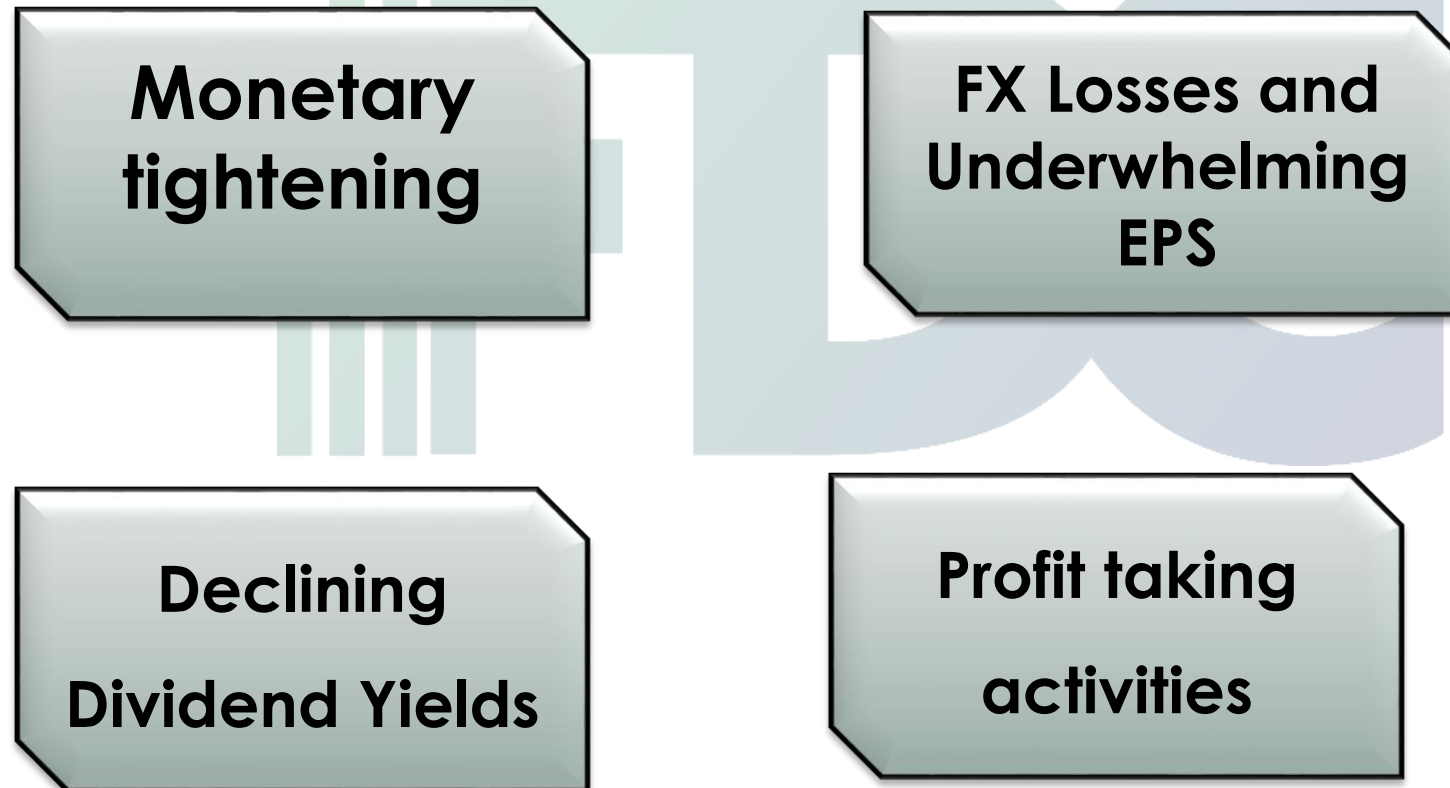 Monetary
tightening
FX Losses and
Underwhelming
EPS
Declining
Dividend Yields
Profit taking
activities